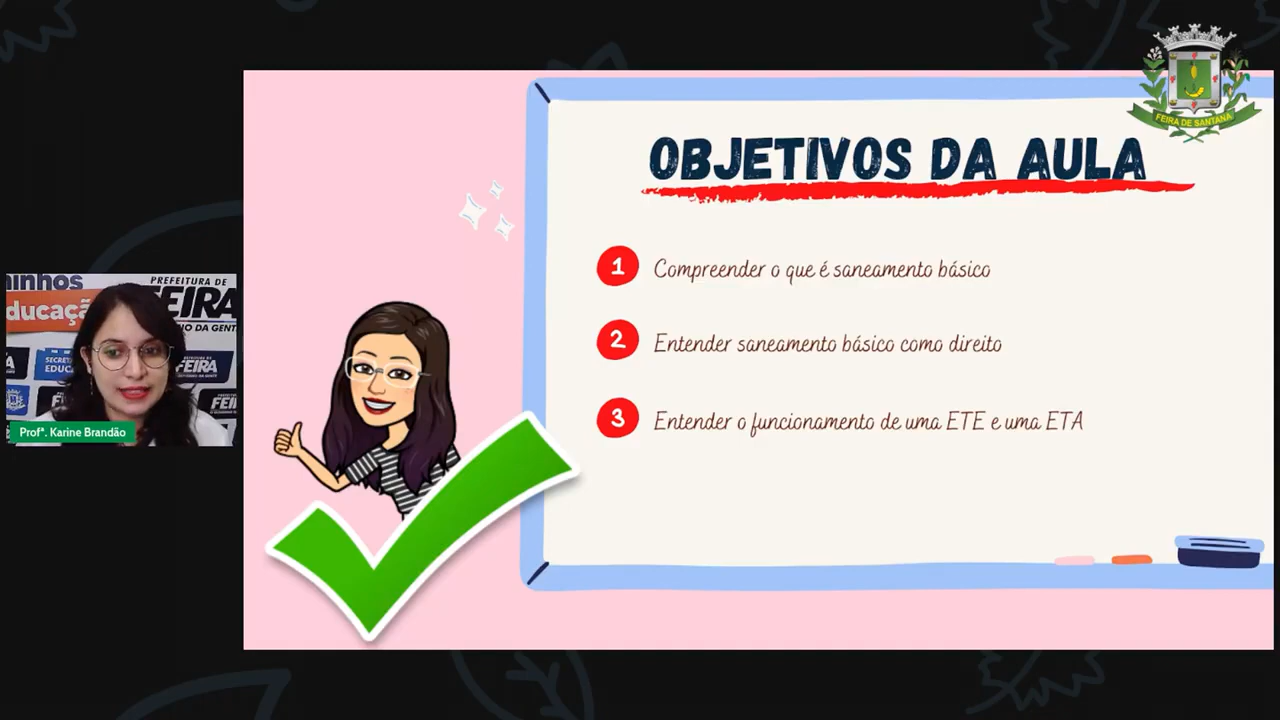 FEIRA DE SANTANA
OBJETIVOS DA AULA
1 Compreender o que é saneamento básico
2 Entender saneamento básico como direito
3 Entender o funcionamento de uma ETE e uma ETA
PREFEITURA DE
FEIRA
FEIRA
Profª. Karine Brandão